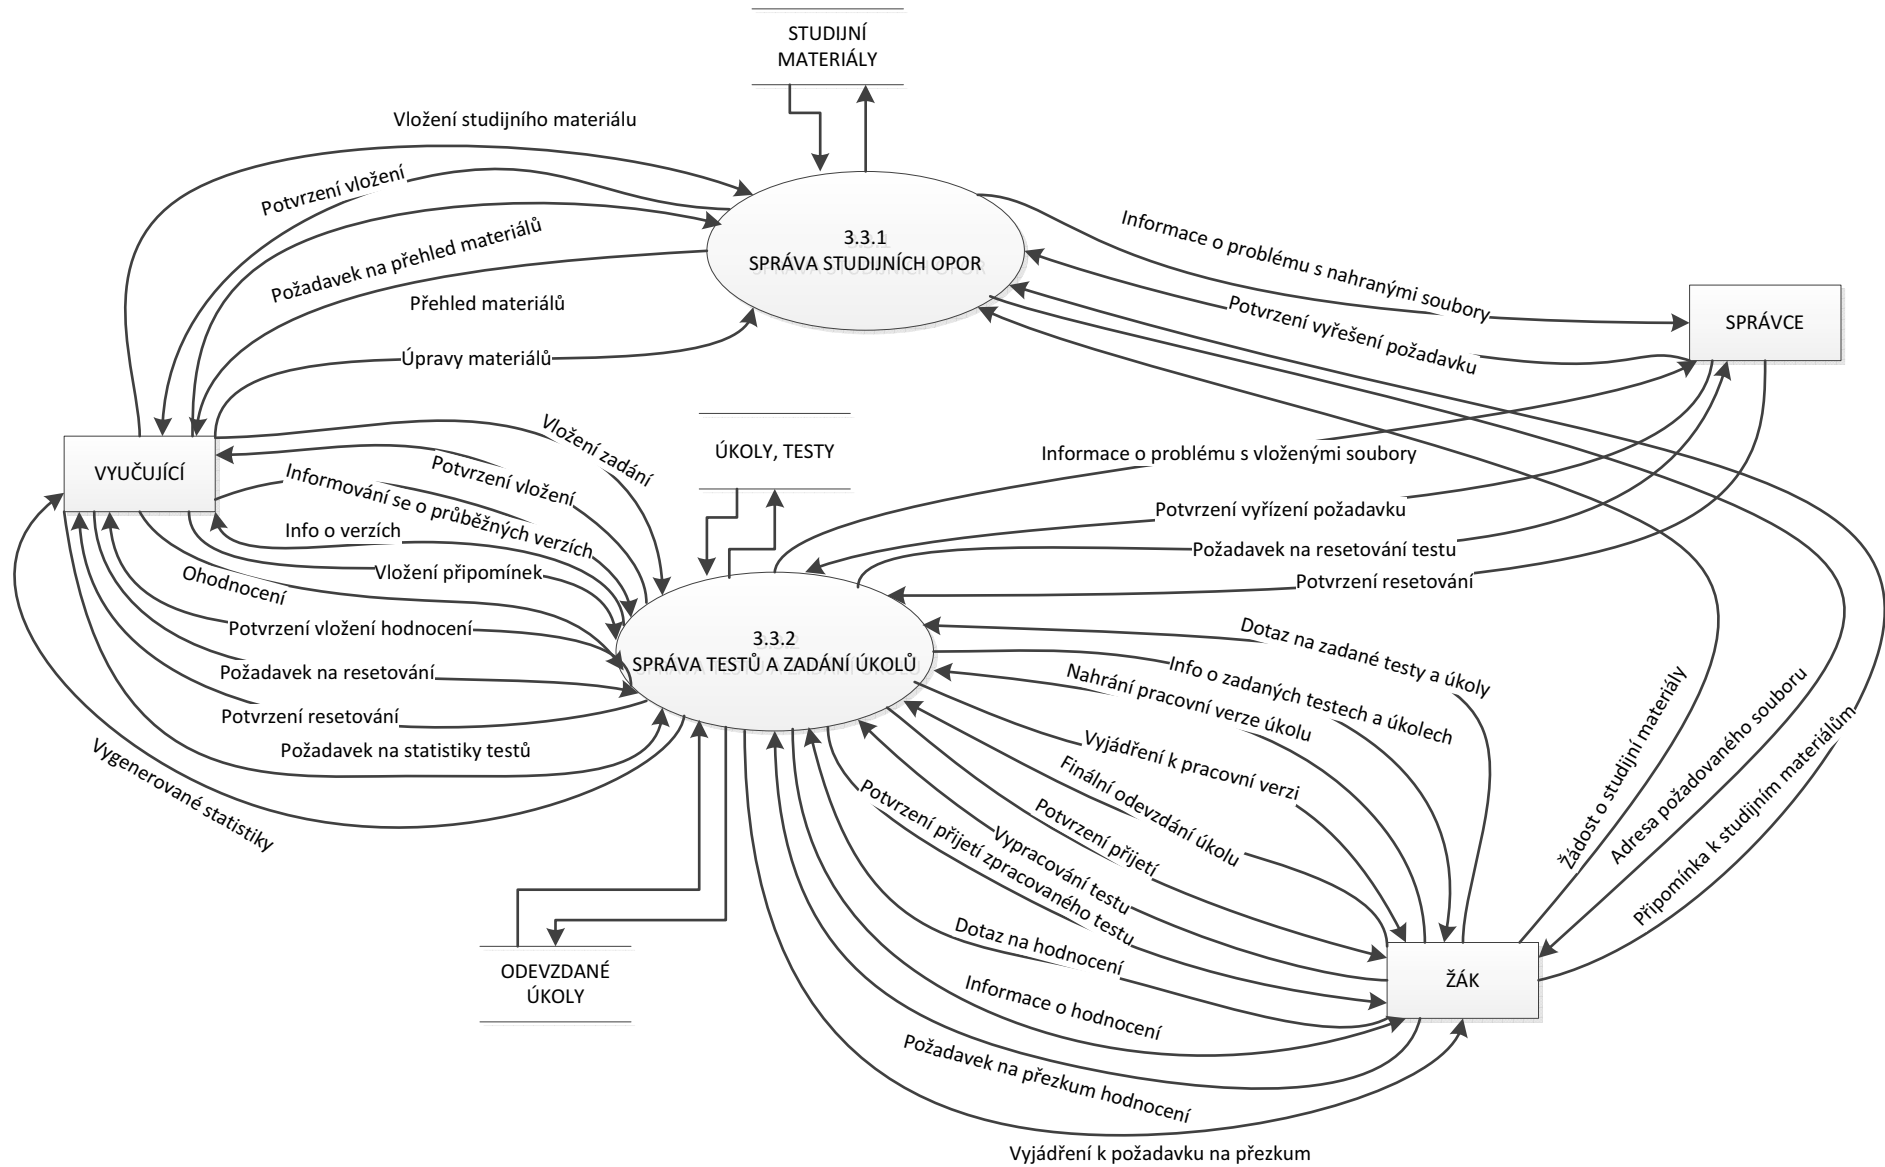 STUDIJNÍ
MATERIÁLY
Vložení studijního materiálu
Potvrzení vložení
Požadavek na přehled materiálů
Přehled materiálů
Úpravy materiálů
3.3.1
SPRÁVA STUDIJNÍCH OPOR
Informace o problému s nahranými soubory
Potvrzení vyřešení požadavku
SPRÁVCE
VYUČUJÍCÍ
Vložení zadání
Potvrzení vložení
Informování se o průběžných verzích
Info o verzích
Vložení připomínek
Ohodnocení
Potvrzení vložení hodnocení
Požadavek na resetování
Potvrzení resetování
Požadavek na statistiky testů
Vygenerované statistiky
ÚKOLY, TESTY
Informace o problému s vloženými soubory
Potvrzení vyřízení požadavku
Požadavek na resetování testu
Potvrzení resetování
3.3.2
SPRÁVA TESTŮ A ZADÁNÍ ÚKOLŮ
Dotaz na zadané testy a úkoly
Info o zadaných testech a úkolech
Nahrání pracovní verze úkolu
Vyjádření k pracovní verzi
Finální odevzdání úkolu
Potvrzení přijetí
Vypracování testu
Potvrzení přijetí zpracovaného testu
Dotaz na hodnocení
Informace o hodnocení
Požadavek na přezkum hodnocení
Vyjádření k požadavku na přezkum
Žádost o studijní materiály
Adresa požadovaného souboru
Připomínka k studijním materiálům
ODEVZDANÉ
ÚKOLY
ŽÁK